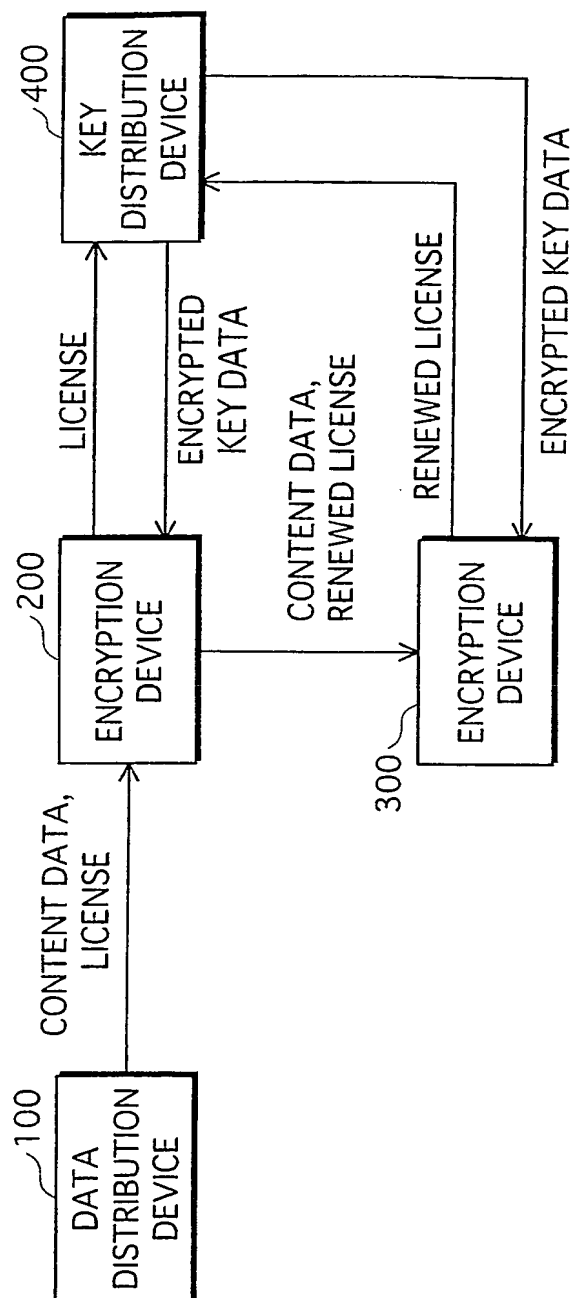 100
DATA
DISTRIBUTION
DEVICE
CONTENT DATA,
LICENSE
200
ENCRYPTION
DEVICE
LICENSE
ENCRYPTED
KEY DATA
400
KEY
DISTRIBUTION
DEVICE
CONTENT DATA,
RENEWED LICENSE
300
ENCRYPTION
DEVICE
RENEWED LICENSE
ENCRYPTED KEY DATA